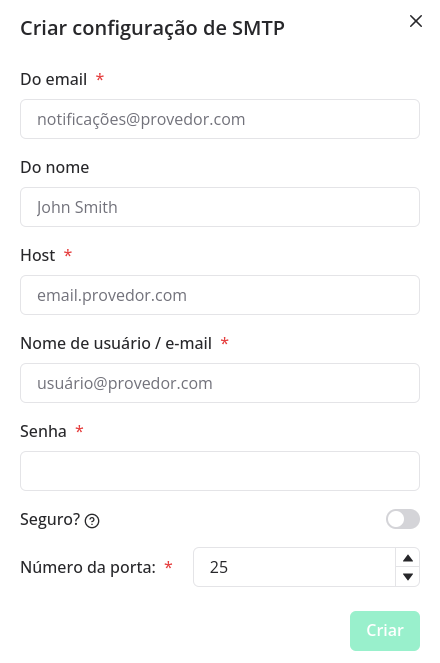 Criar configuração de SMTP
Do email *
notificações@provedor.com
Do nome
John Smith
Host *
email.provedor.com
Nome de usuário / e-mail *
usuário@provedor.com
Senha *
Seguro? ?
Número da porta: * 25
Criar